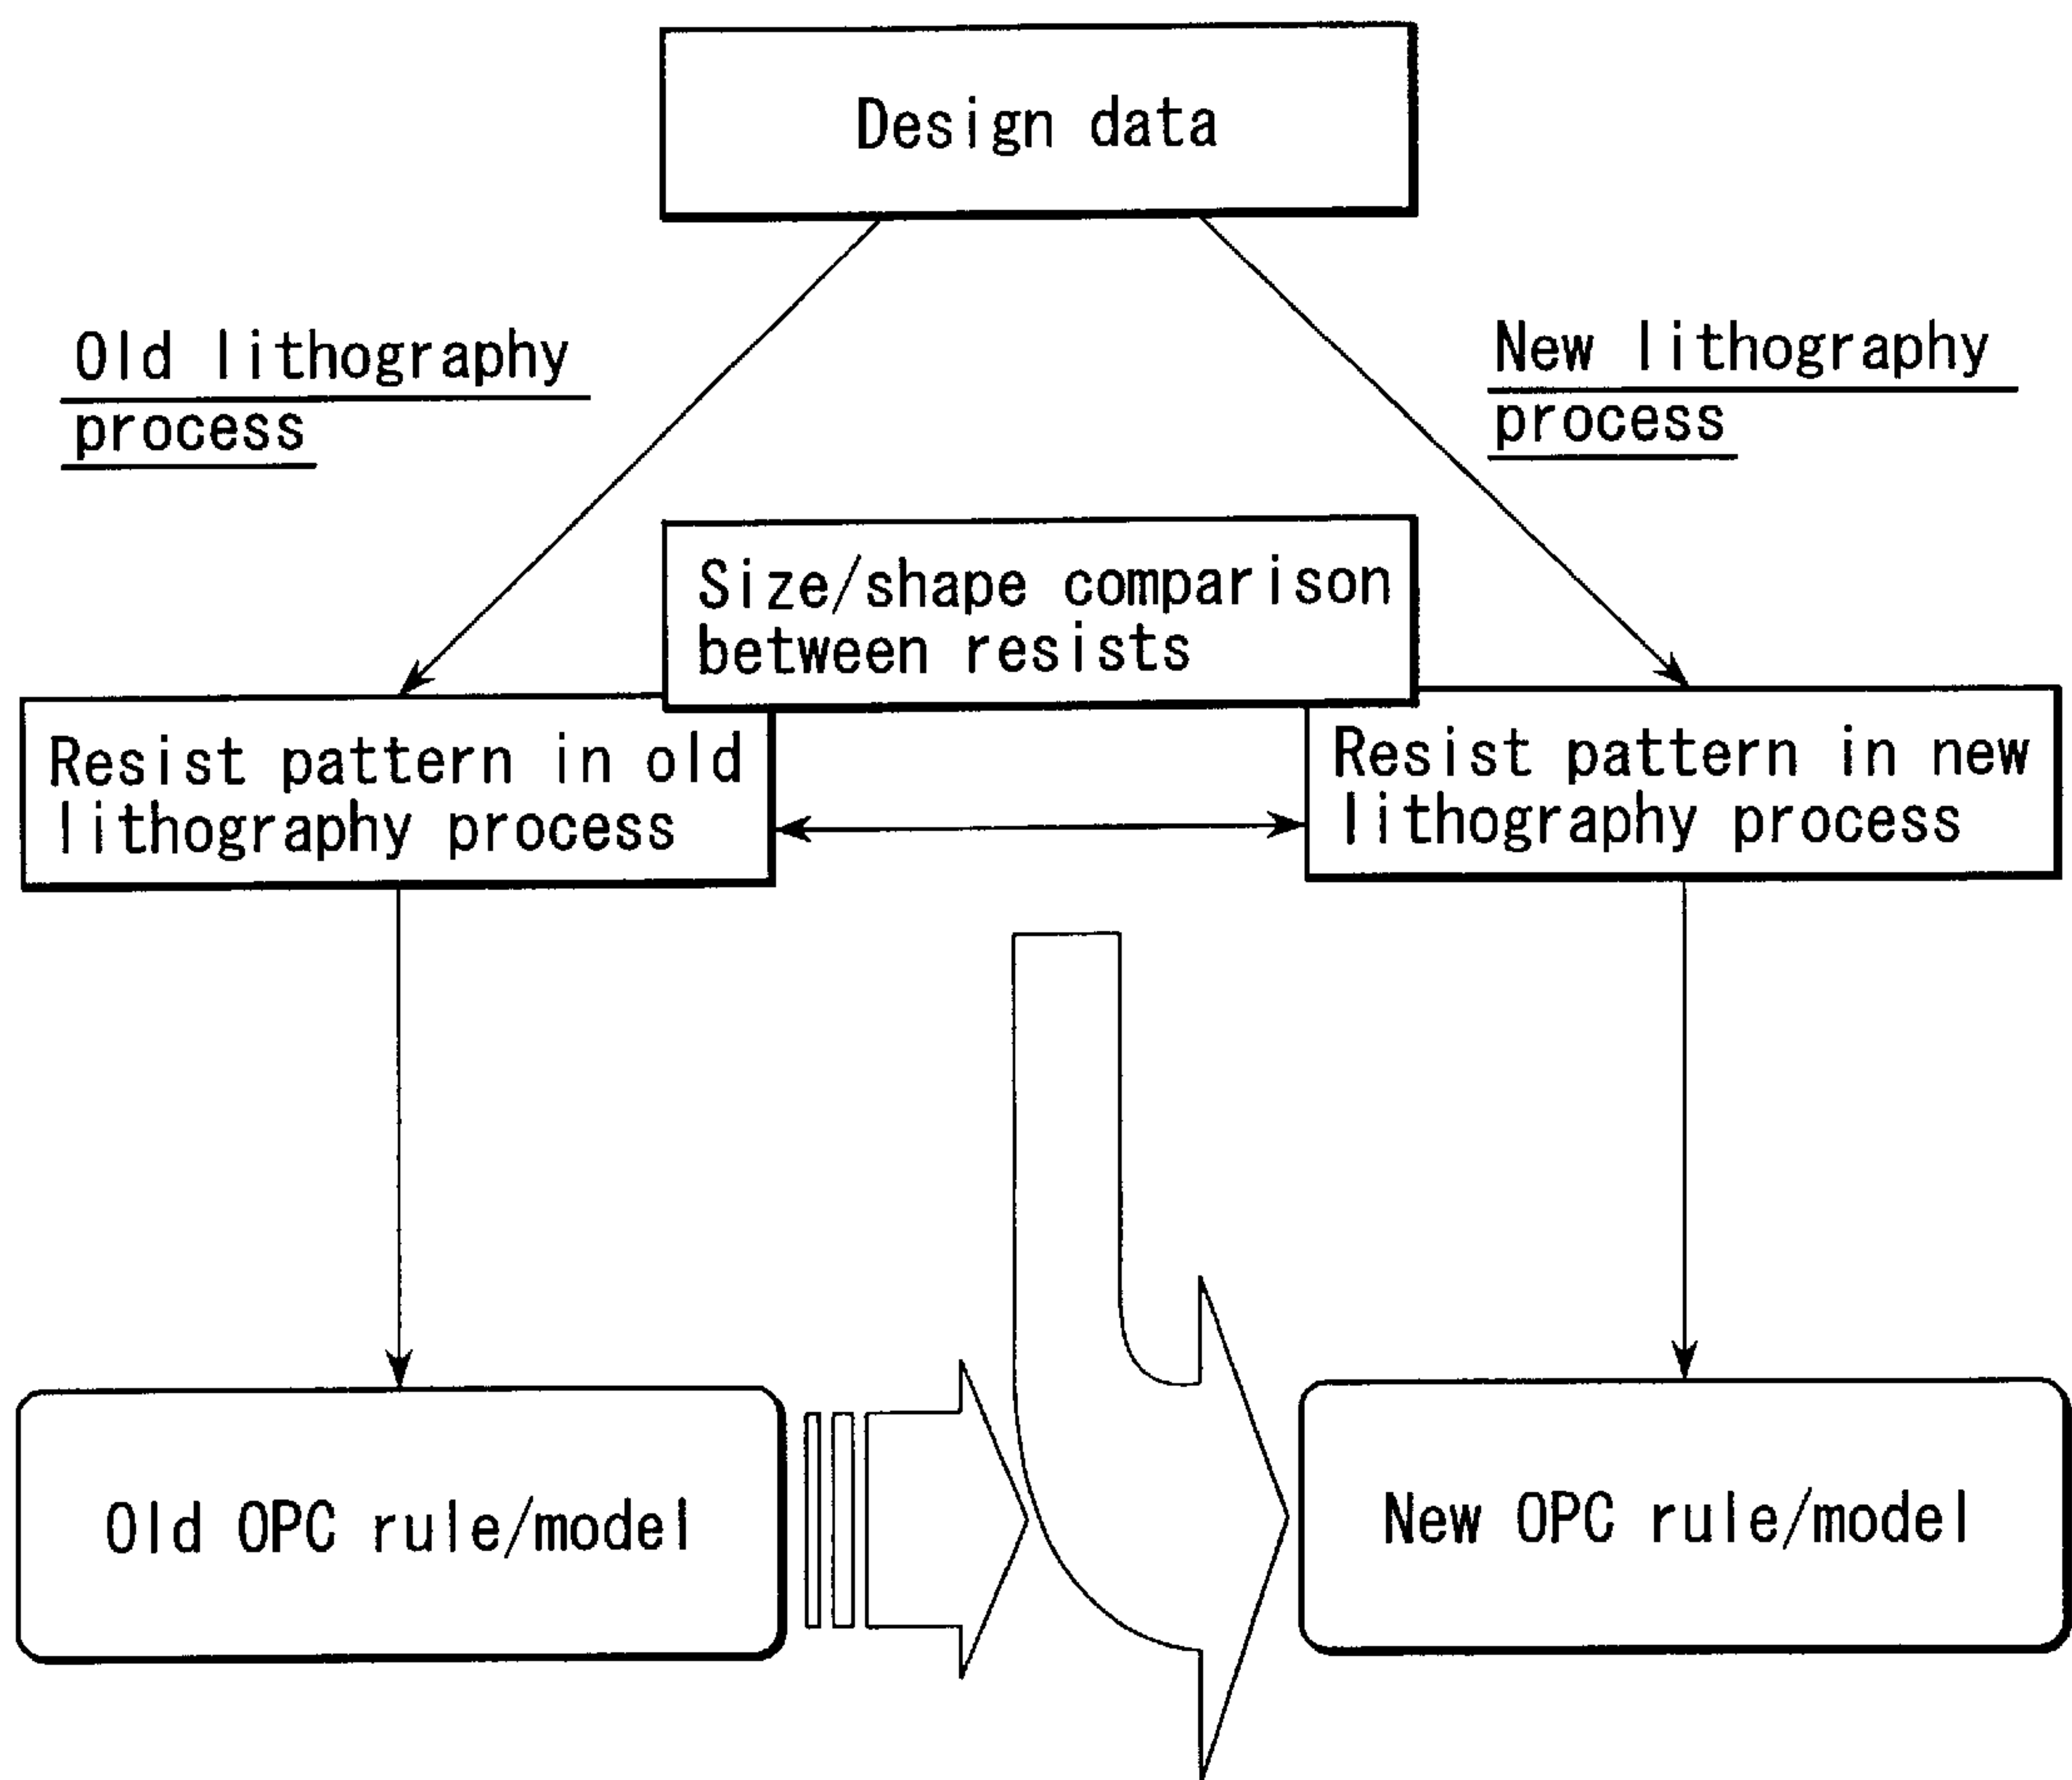 Design data
Old lithography
process
New lithography
process
Size/shape comparison
between resists
Resist pattern in old
lithography process
Resist pattern in new
lithography process
Old OPC rule/model
New OPC rule/model